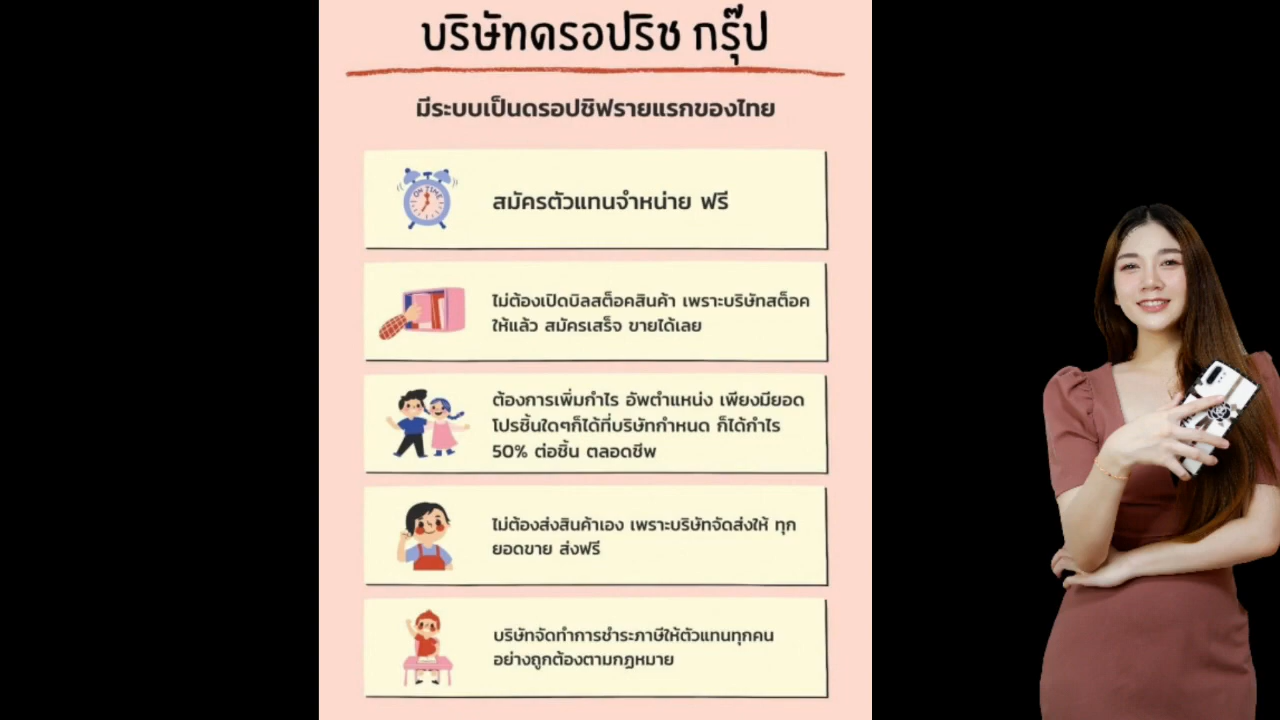 บริษัทดรอปริช กรุ๊ป
มีระบบเป็นดรอปชิฟรายแรกของไทย
ON TIME
สมัครตัวแทนจำหน่าย ฟรี
ไม่ต้องเปิดบิลสต็อคสินค้า เพราะบริษัทสต็อค
ให้แล้ว สมัครเสร็จ ขายได้เลย
ต้องการเพิ่มกำไร อัพตำแหน่ง เพียงมียอด
โปรชิ้นใดๆก็ได้ที่บริษัทกำหนด ก็ได้กำไร
50% ต่อชิ้น ตลอดชีพ
ไม่ต้องส่งสินค้าเอง เพราะบริษัทจัดส่งให้ ทุก
ยอดขาย ส่งฟรี
บริษัทจัดทำการชำระภาษีให้ตัวแทนทุกคน
อย่างถูกต้องตามกฏหมาย